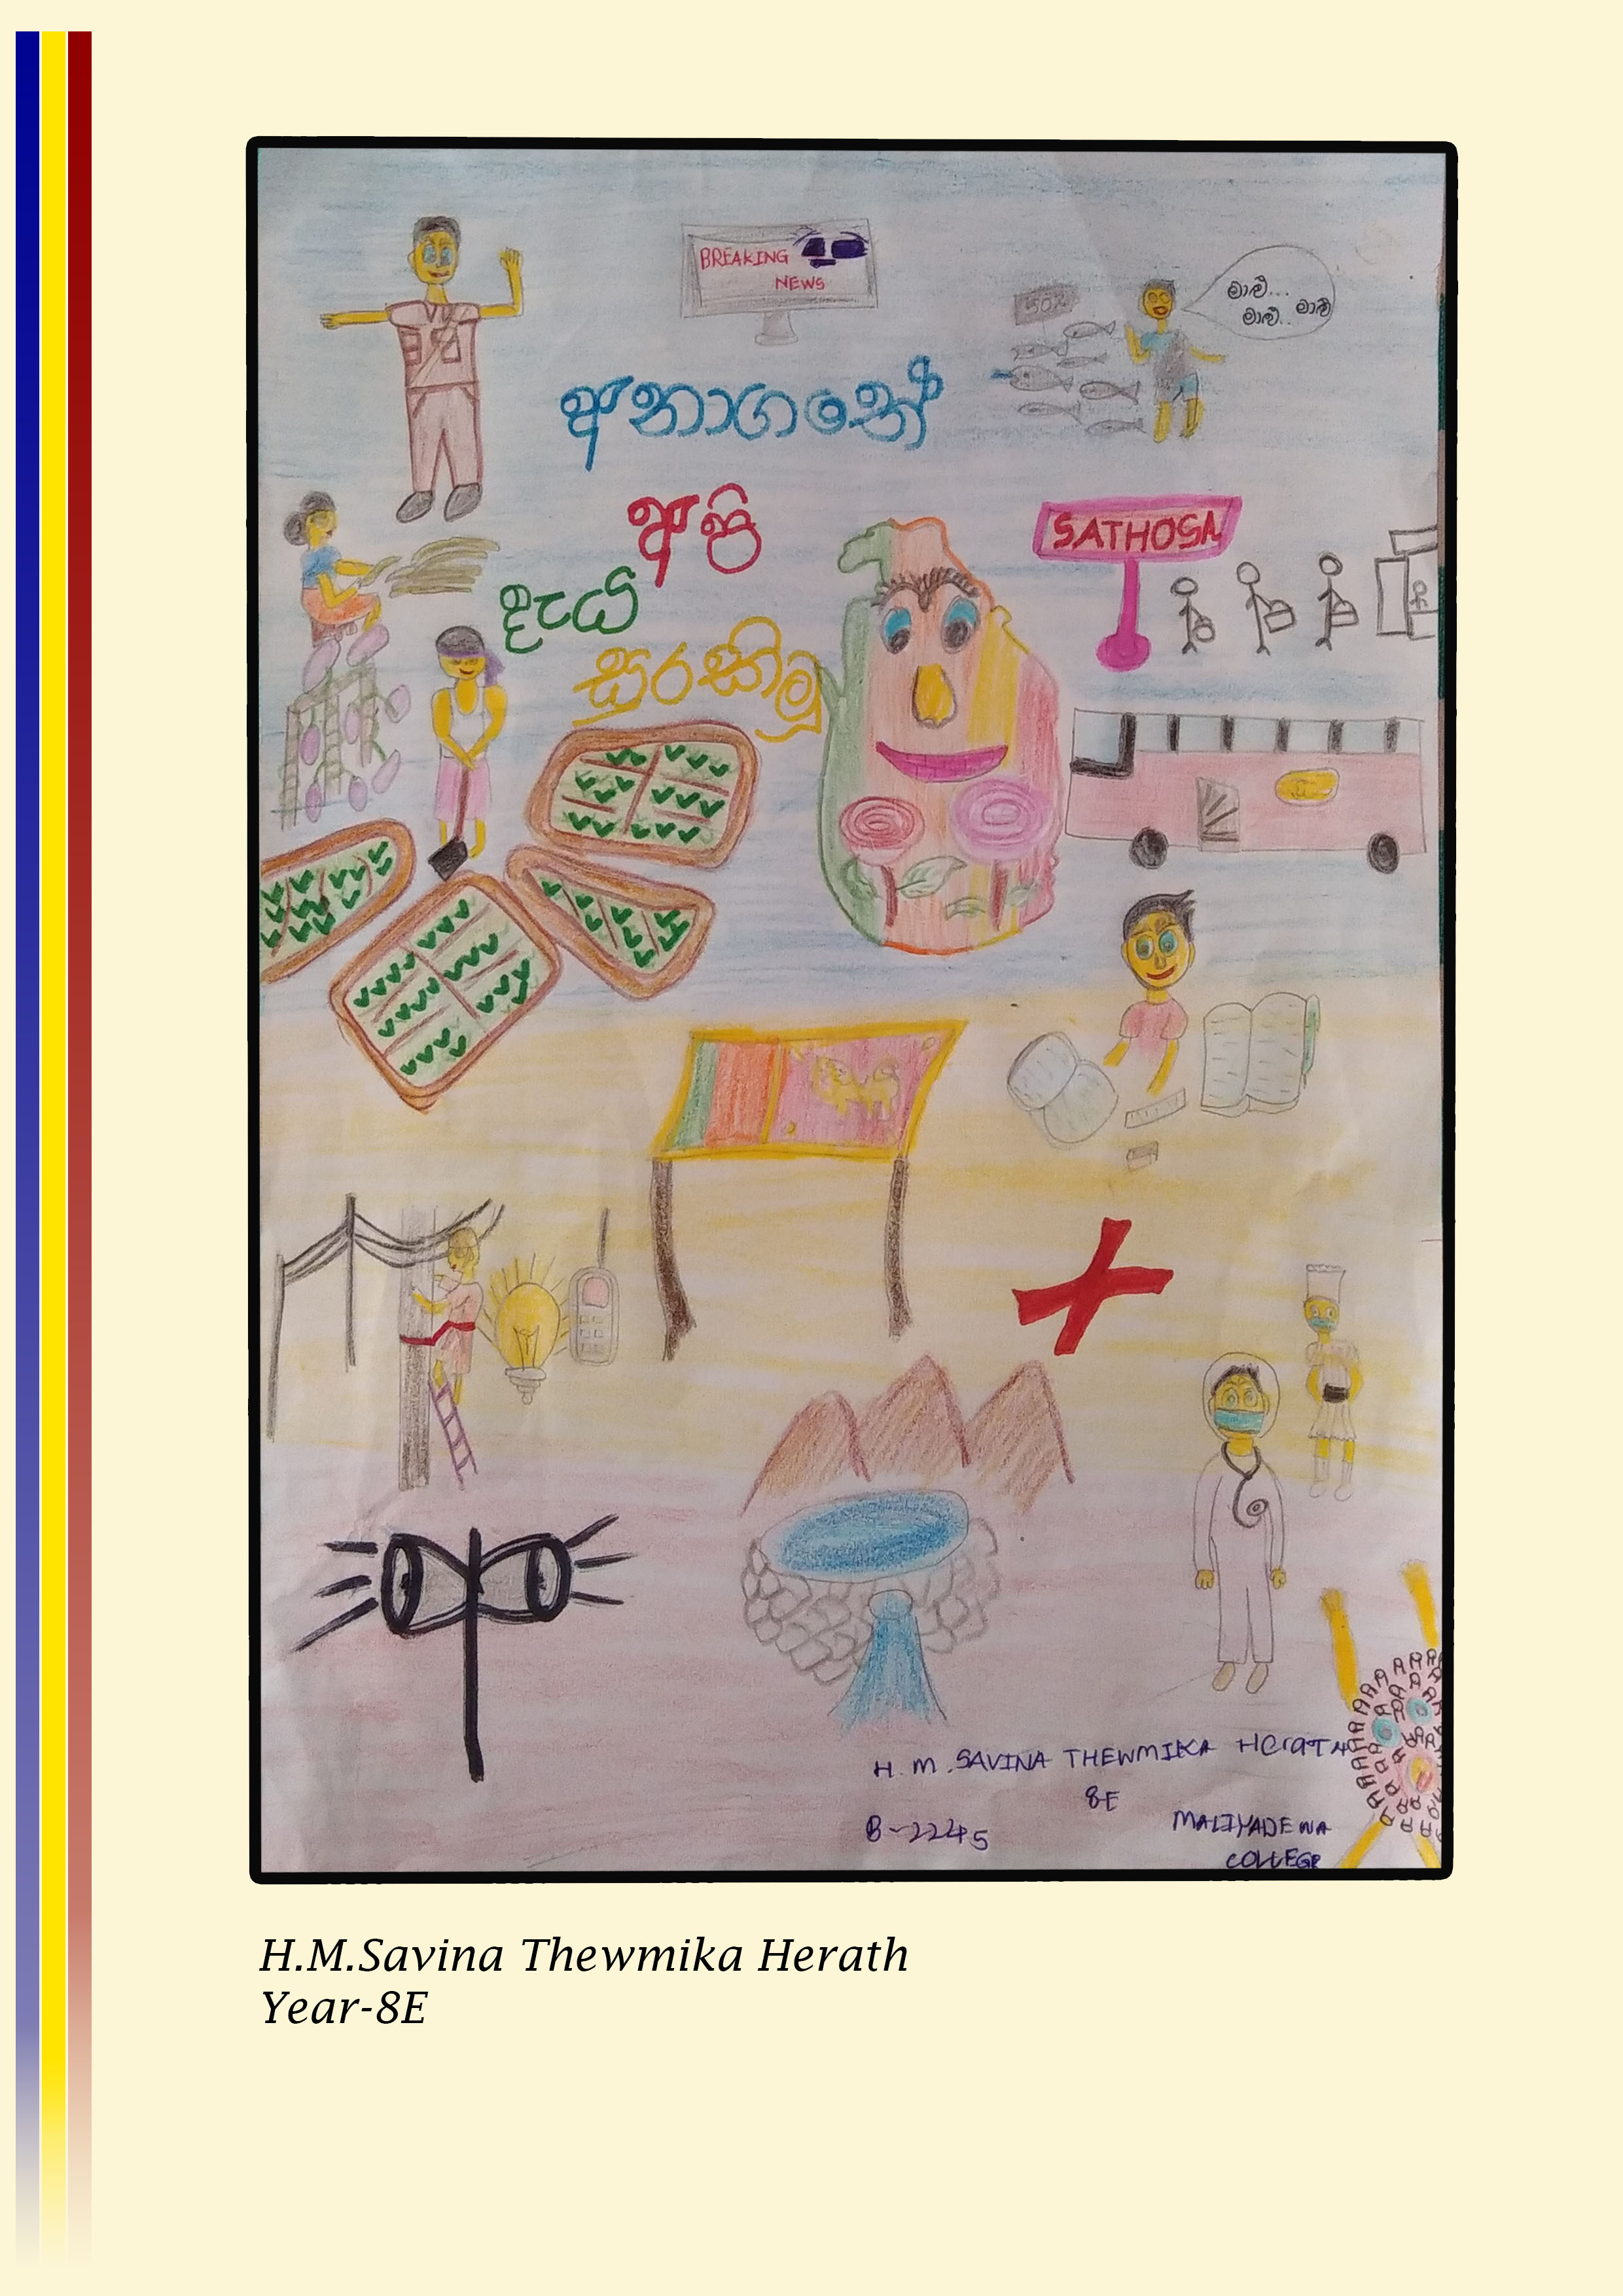 BREAKING
NEWS
50%
මාළු...
මාළු.. මාළු
අනාගතේ
අපි
දැයි
සුරකිමු
SATHOSA
H.M.SAVINA THEWMIKA HeraTH
8E
B-2245
MALIYADEWA
COLLEGE
H.M.Savina Thewmika Herath
Year-8E